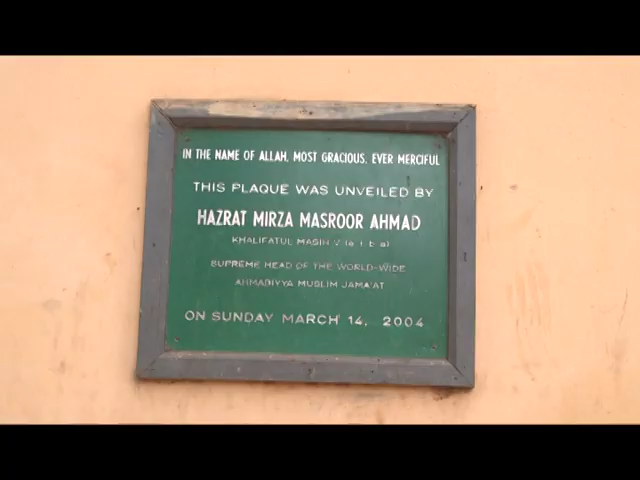 IN THE NAME OF ALLAH, MOST GRACIOUS, EVER MERCIFUL
THIS PLAQUE WAS UNVEILED BY
HAZRAT MIRZA MASROOR AHMAD
KHALIFATUL MASIH V (a t b a)
SUPREME HEAD OF THE WORLD-WIDE
AHMADIYYA MUSLIM JAMA'AT
ON SUNDAY MARCH 14, 2004